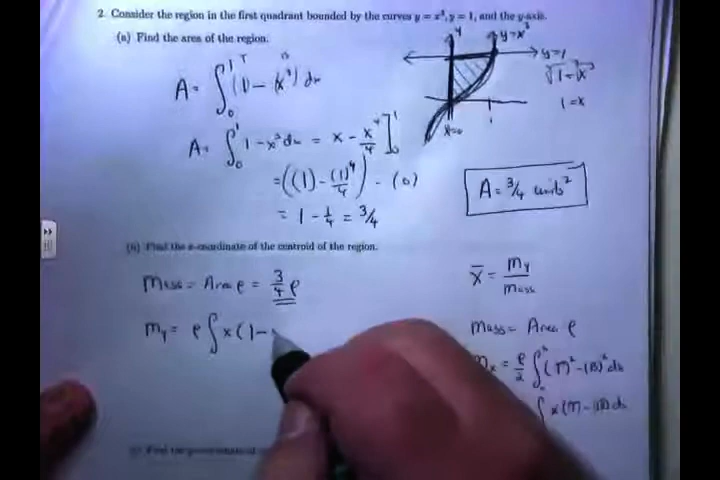 2. Consider the region in the first quadrant bounded by the curves y = x³, y = 1, and the y-axis.
(a) Find the area of the region.
A = ∫₀¹ (1) - (x³) dx
A = ∫₀¹ 1 - x³ dx = x - x⁴/4 ]₀¹
= ((1) - (1)⁴/4) - (0)
= 1 - 1/4 = 3/4
y
y = x³
y = 1
∛1 = ∛x³
1 = x
x=0
1
A = 3/4 units²
(b) Find the x-coordinate of the centroid of the region.
Mass = Area ρ = 3/4 ρ
My = ρ ∫ x (1 -
x̄ = My/mass
Mass = Area ρ
Mx = ρ/2 ∫ (T)² - (B)² dx
∫ x (T) - (B) dx